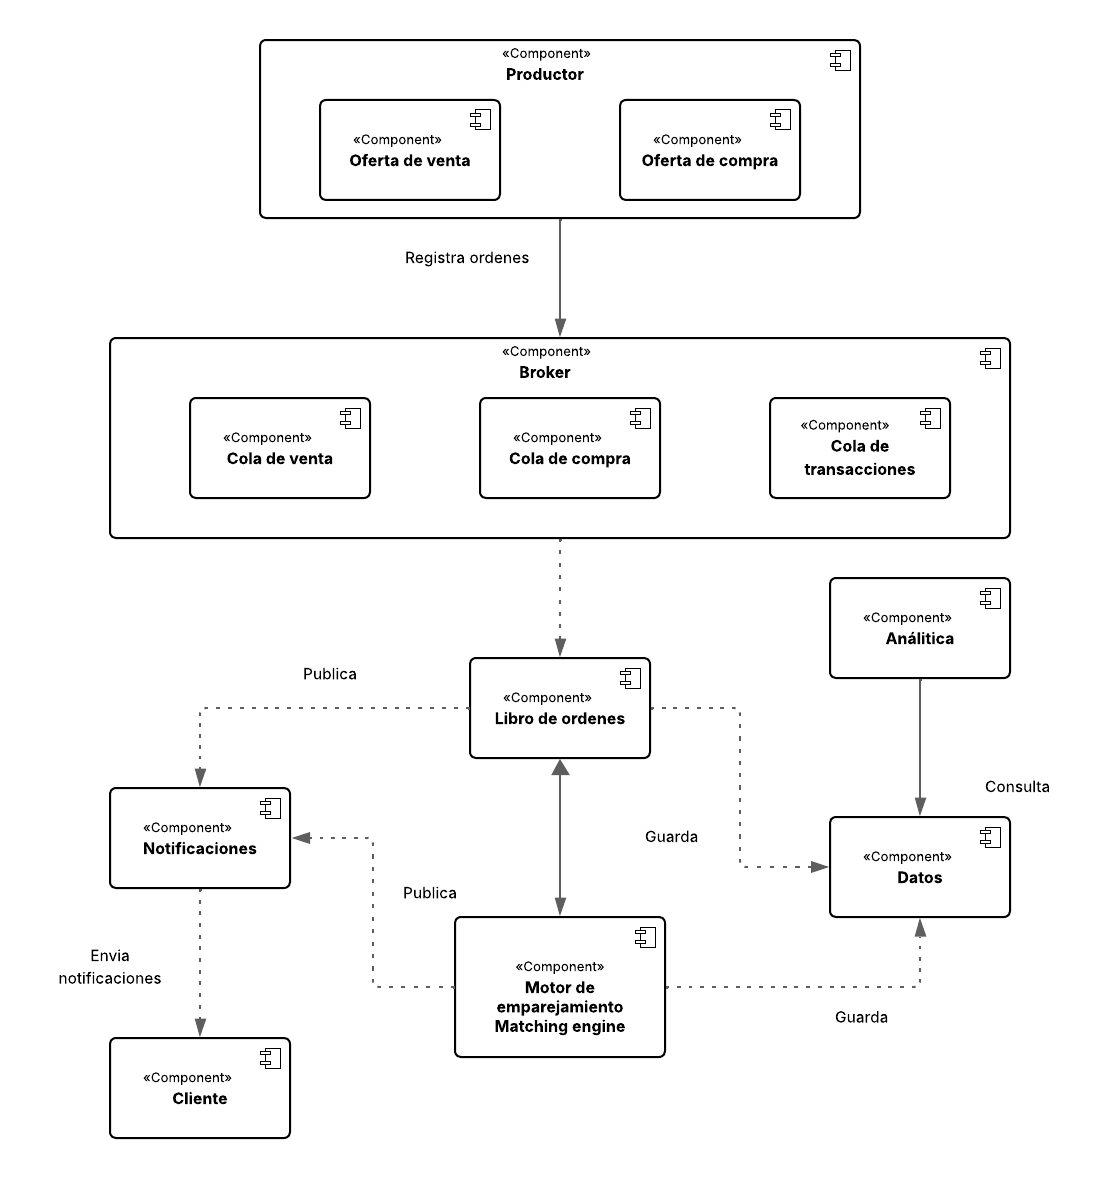 «Component»
Productor
«Component»
Oferta de venta
«Component»
Oferta de compra
Registra ordenes
«Component»
Broker
«Component»
Cola de venta
«Component»
Cola de compra
«Component»
Cola de
transacciones
«Component»
Análitica
Publica
«Component»
Libro de ordenes
Consulta
«Component»
Notificaciones
Guarda
«Component»
Datos
Publica
Envia
notificaciones
«Component»
Motor de
emparejamiento
Matching engine
Guarda
«Component»
Cliente